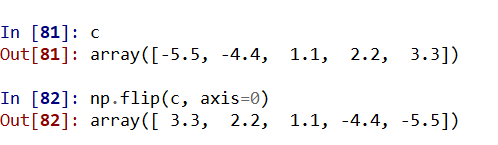 In [81]: c
Out[81]: array([-5.5, -4.4,  1.1,  2.2,  3.3])
In [82]: np.flip(c, axis=0)
Out[82]: array([ 3.3,  2.2,  1.1, -4.4, -5.5])